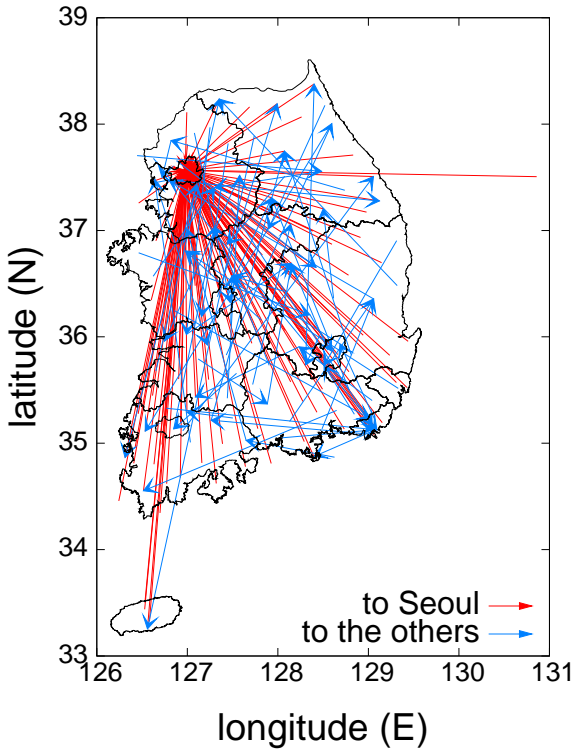 39
38
37
36
35
34
33
latitude (N)
to Seoul
to the others
126 127 128 129 130 131
longitude (E)